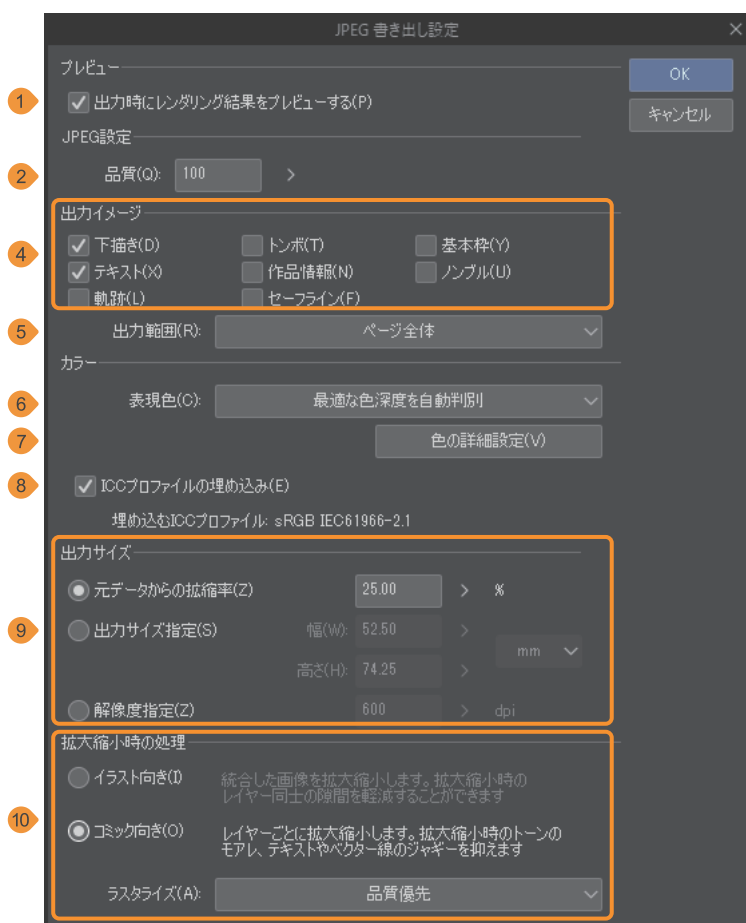 JPEG 書き出し設定
プレビュー
OK
1
出力時にレンダリング結果をプレビューする(P)
キャンセル
JPEG設定
2
品質(Q): 100
出力イメージ
4
下描き(D) トンボ(T) 基本枠(Y)
テキスト(X) 作品情報(N) ノンブル(U)
軌跡(L) セーフライン(F)
5
出力範囲(R): ページ全体
カラー
6
表現色(C): 最適な色深度を自動判別
7
色の詳細設定(V)
8
ICCプロファイルの埋め込み(E)
埋め込むICCプロファイル: sRGB IEC61966-2.1
出力サイズ
元データからの拡縮率(Z) 25.00 %
9
出力サイズ指定(S) 幅(W): 52.50
mm
高さ(H): 74.25
解像度指定(Z) 600 dpi
拡大縮小時の処理
イラスト向き(I) 統合した画像を拡大縮小します。拡大縮小時の
レイヤー同士の隙間を軽減することができます
10
コミック向き(O) レイヤーごとに拡大縮小します。拡大縮小時のトーンの
モアレ、テキストやベクター線のジャギーを抑えます
ラスタライズ(A): 品質優先